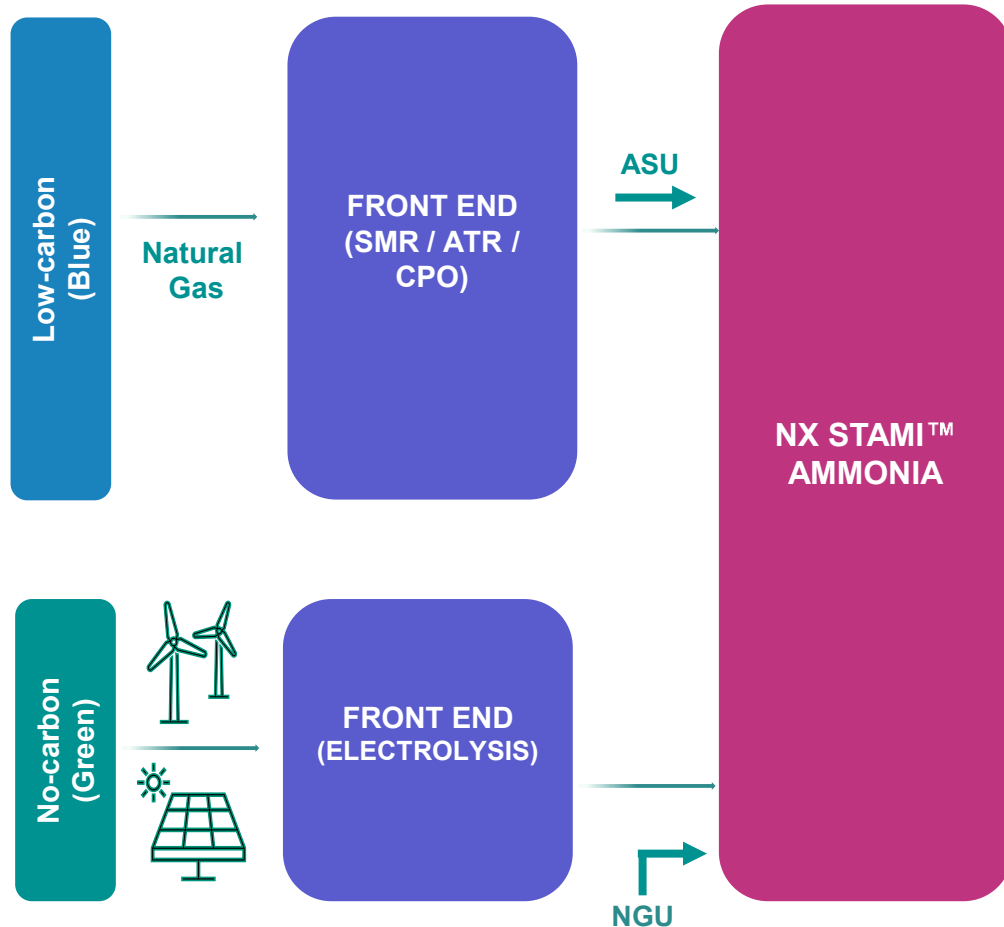 Low-carbon
(Blue)
Natural
Gas
FRONT END
(SMR / ATR /
CPO)
ASU
NX STAMI™
AMMONIA
No-carbon
(Green)
FRONT END
(ELECTROLYSIS)
NGU